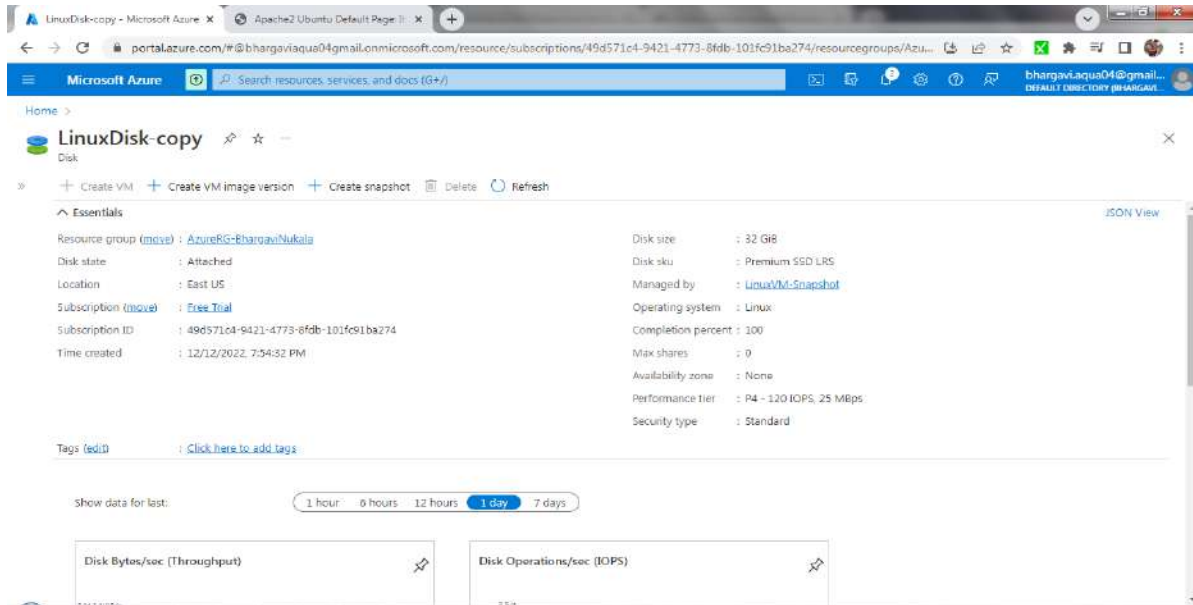 LinuxDisk-copy - Microsoft Azure
Apache2 Ubuntu Default Page: It
portal.azure.com/#@bhargaviaqua04gmail.onmicrosoft.com/resource/subscriptions/49d571c4-9421-4773-8fdb-101fc91ba274/resourcegroups/Azu...
Microsoft Azure
Search resources, services, and docs (G+/)
2
bhargavi.aqua04@gmail...
DEFAULT DIRECTORY (BHARGAVI...
Home >
LinuxDisk-copy
Disk
Create VM Create VM image version Create snapshot Delete Refresh
Essentials
JSON View
Resource group (move) : AzureRG-BhargaviNukala
Disk state : Attached
Location : East US
Subscription (move) : Free Trial
Subscription ID : 49d571c4-9421-4773-8fdb-101fc91ba274
Time created : 12/12/2022, 7:54:32 PM
Disk size : 32 GiB
Disk sku : Premium SSD LRS
Managed by : LinuxVM-Snapshot
Operating system : Linux
Completion percent : 100
Max shares : 0
Availability zone : None
Performance tier : P4 - 120 IOPS, 25 MBps
Security type : Standard
Tags (edit) : Click here to add tags
Show data for last: 1 hour 6 hours 12 hours 1 day 7 days
Disk Bytes/sec (Throughput)
Disk Operations/sec (IOPS)